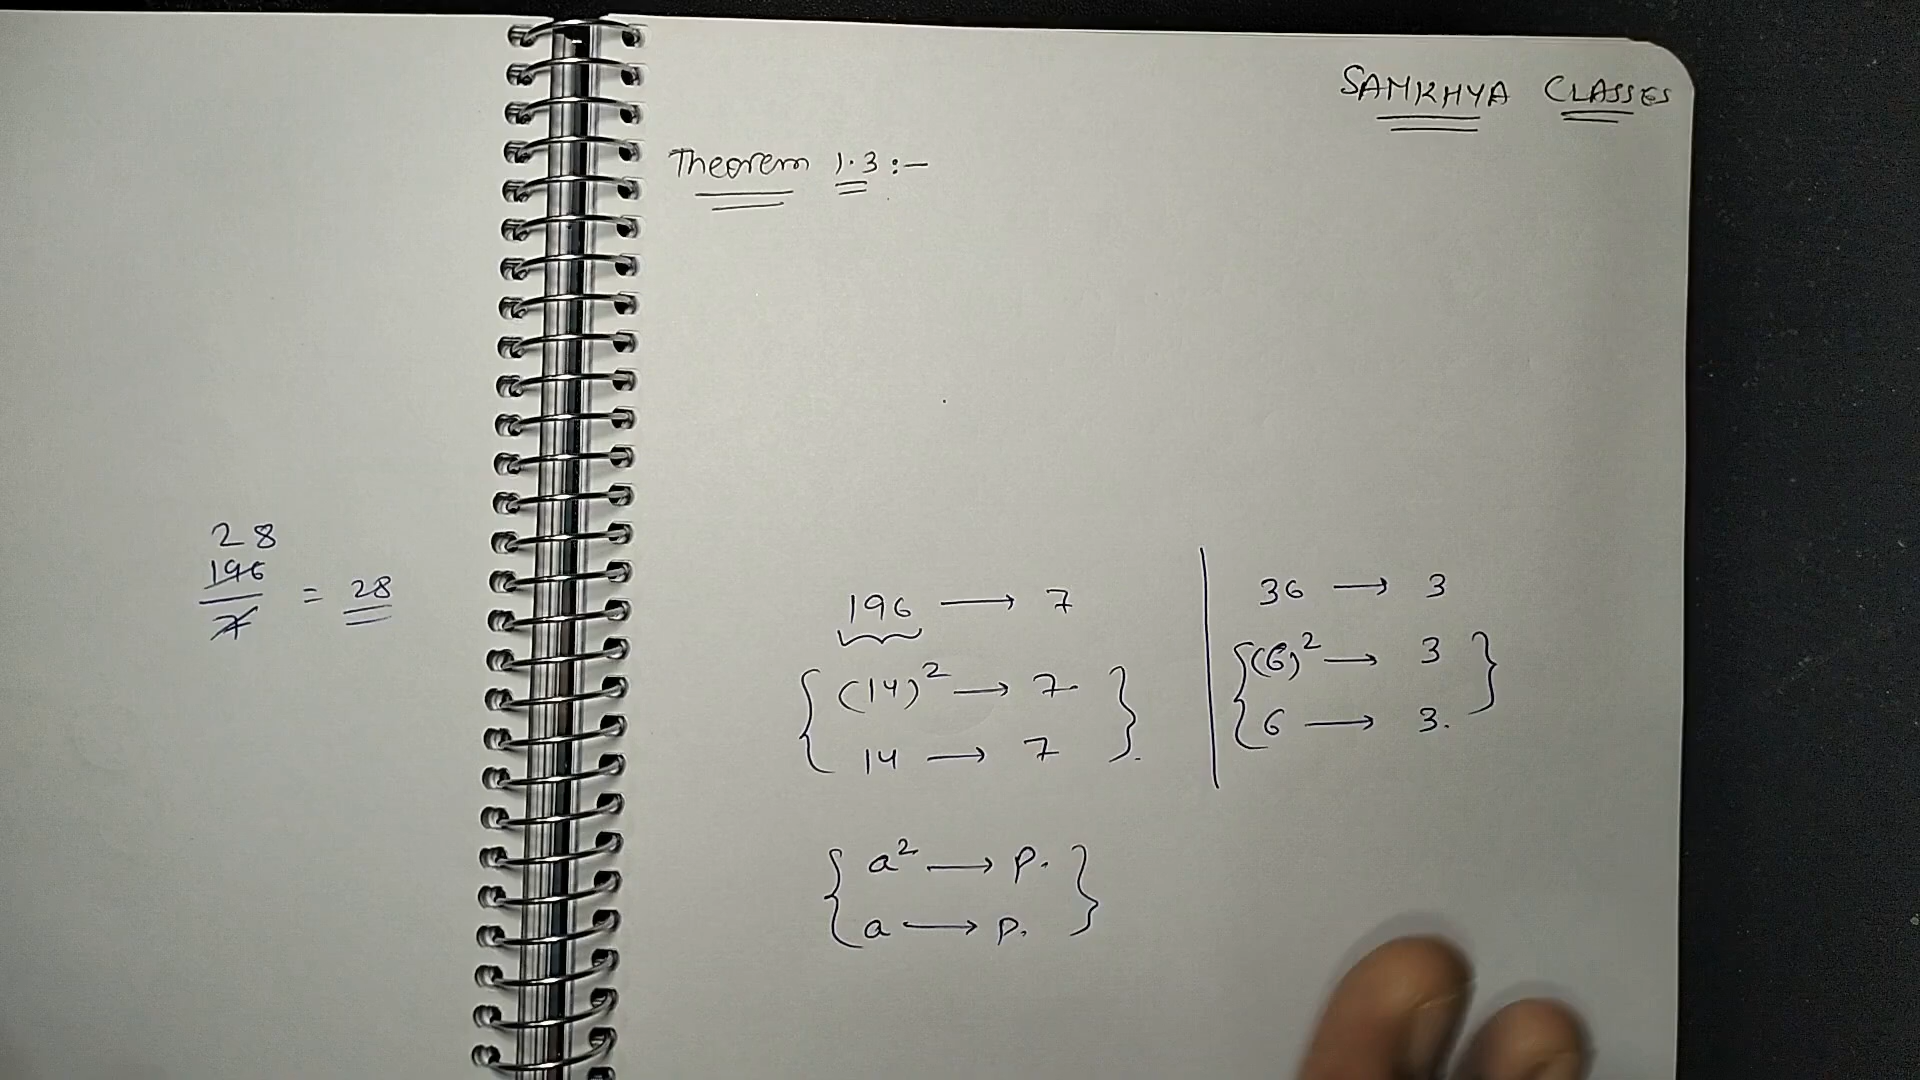 SAMKHYA CLASSES
Theorem 1.3 :-
28
196
7
= 28
196 → 7
(14)² → 7
14 → 7
36 → 3
(6)² → 3
6 → 3.
a² → p.
a → p.